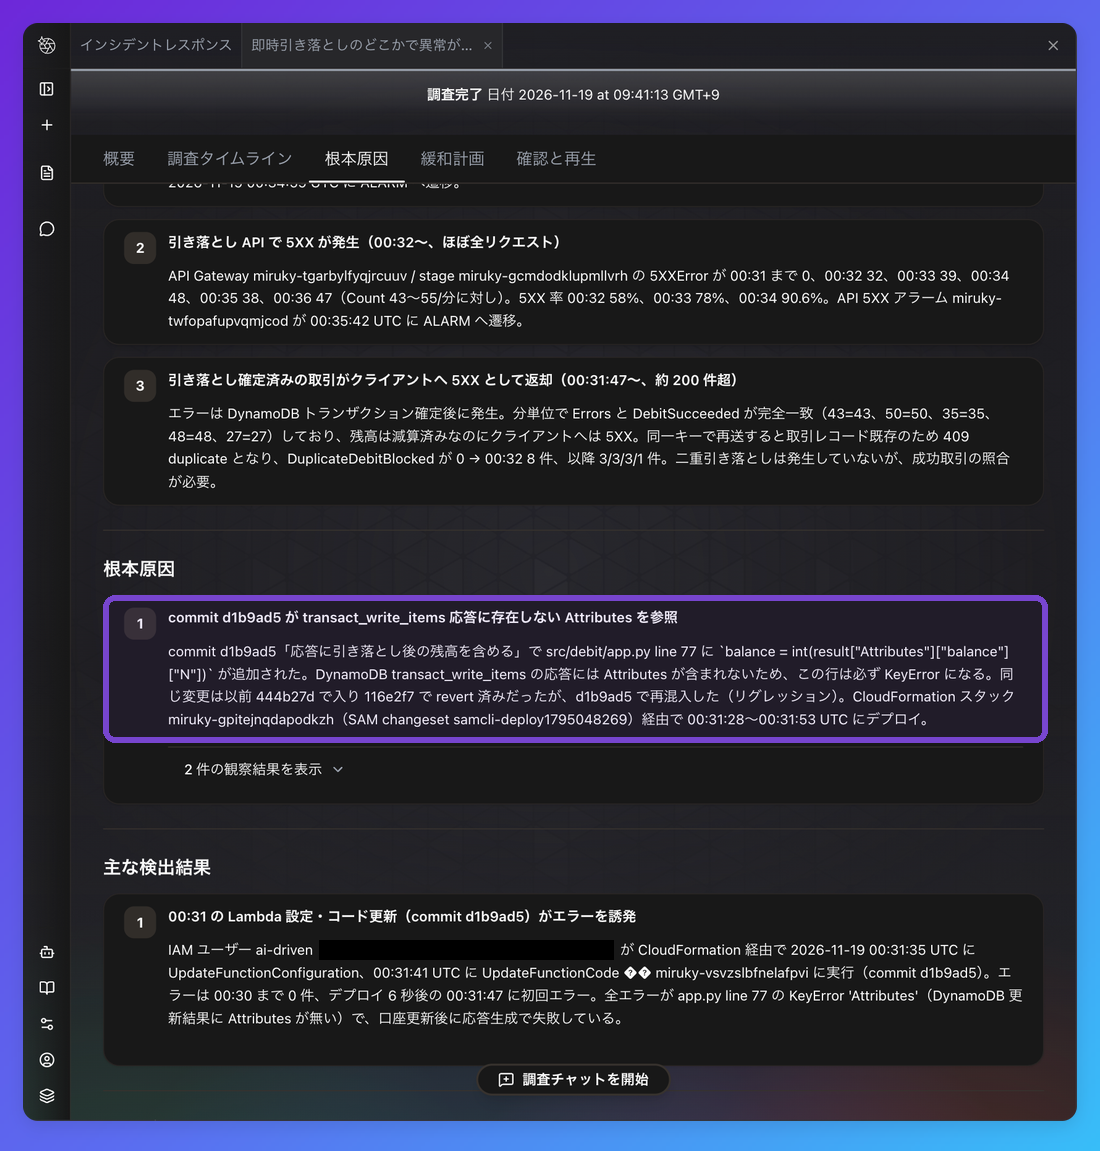 インシデントレスポンス
即時引き落としのどこかで異常が...
調査完了 日付 2026-11-19 at 09:41:13 GMT+9
概要
調査タイムライン
根本原因
緩和計画
確認と再生
に ALARM へ遷移。
2
引き落とし API で 5XX が発生（00:32〜、ほぼ全リクエスト）
API Gateway miruky-tgarbylfyqjrcuuv / stage miruky-gcmdodklupmllvrh の 5XXError が 00:31 まで 0、00:32 32、00:33 39、00:34
48、00:35 38、00:36 47（Count 43〜55/分に対し）。5XX 率 00:32 58%、00:33 78%、00:34 90.6%。API 5XX アラーム miruky-
twfopafupvqmjcod が 00:35:42 UTC に ALARM へ遷移。
3
引き落とし確定済みの取引がクライアントへ 5XX として返却（00:31:47〜、約 200 件超）
エラーは DynamoDB トランザクション確定後に発生。分単位で Errors と DebitSucceeded が完全一致（43=43、50=50、35=35、
48=48、27=27）しており、残高は減算済みなのにクライアントへは 5XX。同一キーで再送すると取引レコード既存のため 409
duplicate となり、DuplicateDebitBlocked が 0 → 00:32 8 件、以降 3/3/3/1 件。二重引き落としは発生していないが、成功取引の照合
が必要。
根本原因
1
commit d1b9ad5 が transact_write_items 応答に存在しない Attributes を参照
commit d1b9ad5「応答に引き落とし後の残高を含める」で src/debit/app.py line 77 に `balance = int(result["Attributes"]["balance"]
["N"])` が追加された。DynamoDB transact_write_items の応答には Attributes が含まれないため、この行は必ず KeyError になる。同
じ変更は以前 444b27d で入り 116e2f7 で revert 済みだったが、d1b9ad5 で再混入した（リグレッション）。CloudFormation スタック
miruky-gpitejnqdapodkzh（SAM changeset samcli-deploy1795048269）経由で 00:31:28〜00:31:53 UTC にデプロイ。
2 件の観察結果を表示
主な検出結果
1
00:31 の Lambda 設定・コード更新（commit d1b9ad5）がエラーを誘発
IAM ユーザー ai-driven が CloudFormation 経由で 2026-11-19 00:31:35 UTC に
UpdateFunctionConfiguration、00:31:41 UTC に UpdateFunctionCode �� miruky-vsvzslbfnelafpvi に実行（commit d1b9ad5）。エ
ラーは 00:30 まで 0 件、デプロイ 6 秒後の 00:31:47 に初回エラー。全エラーが app.py line 77 の KeyError 'Attributes'（DynamoDB 更
新結果に Attributes が無い）で、口座更新後に応答生成で失敗している。
調査チャットを開始